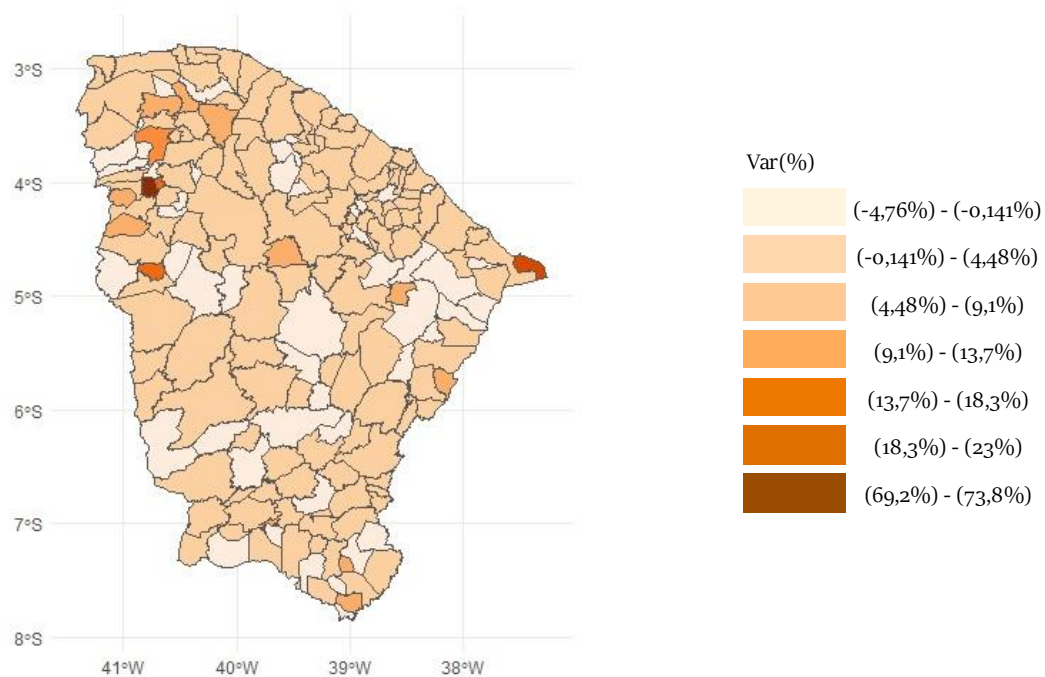 3°S
4°S
5°S
6°S
7°S
8°S
41°W
40°W
39°W
38°W
Var(%)
(-4,76%) - (-0,141%)
(-0,141%) - (4,48%)
(4,48%) - (9,1%)
(9,1%) - (13,7%)
(13,7%) - (18,3%)
(18,3%) - (23%)
(69,2%) - (73,8%)